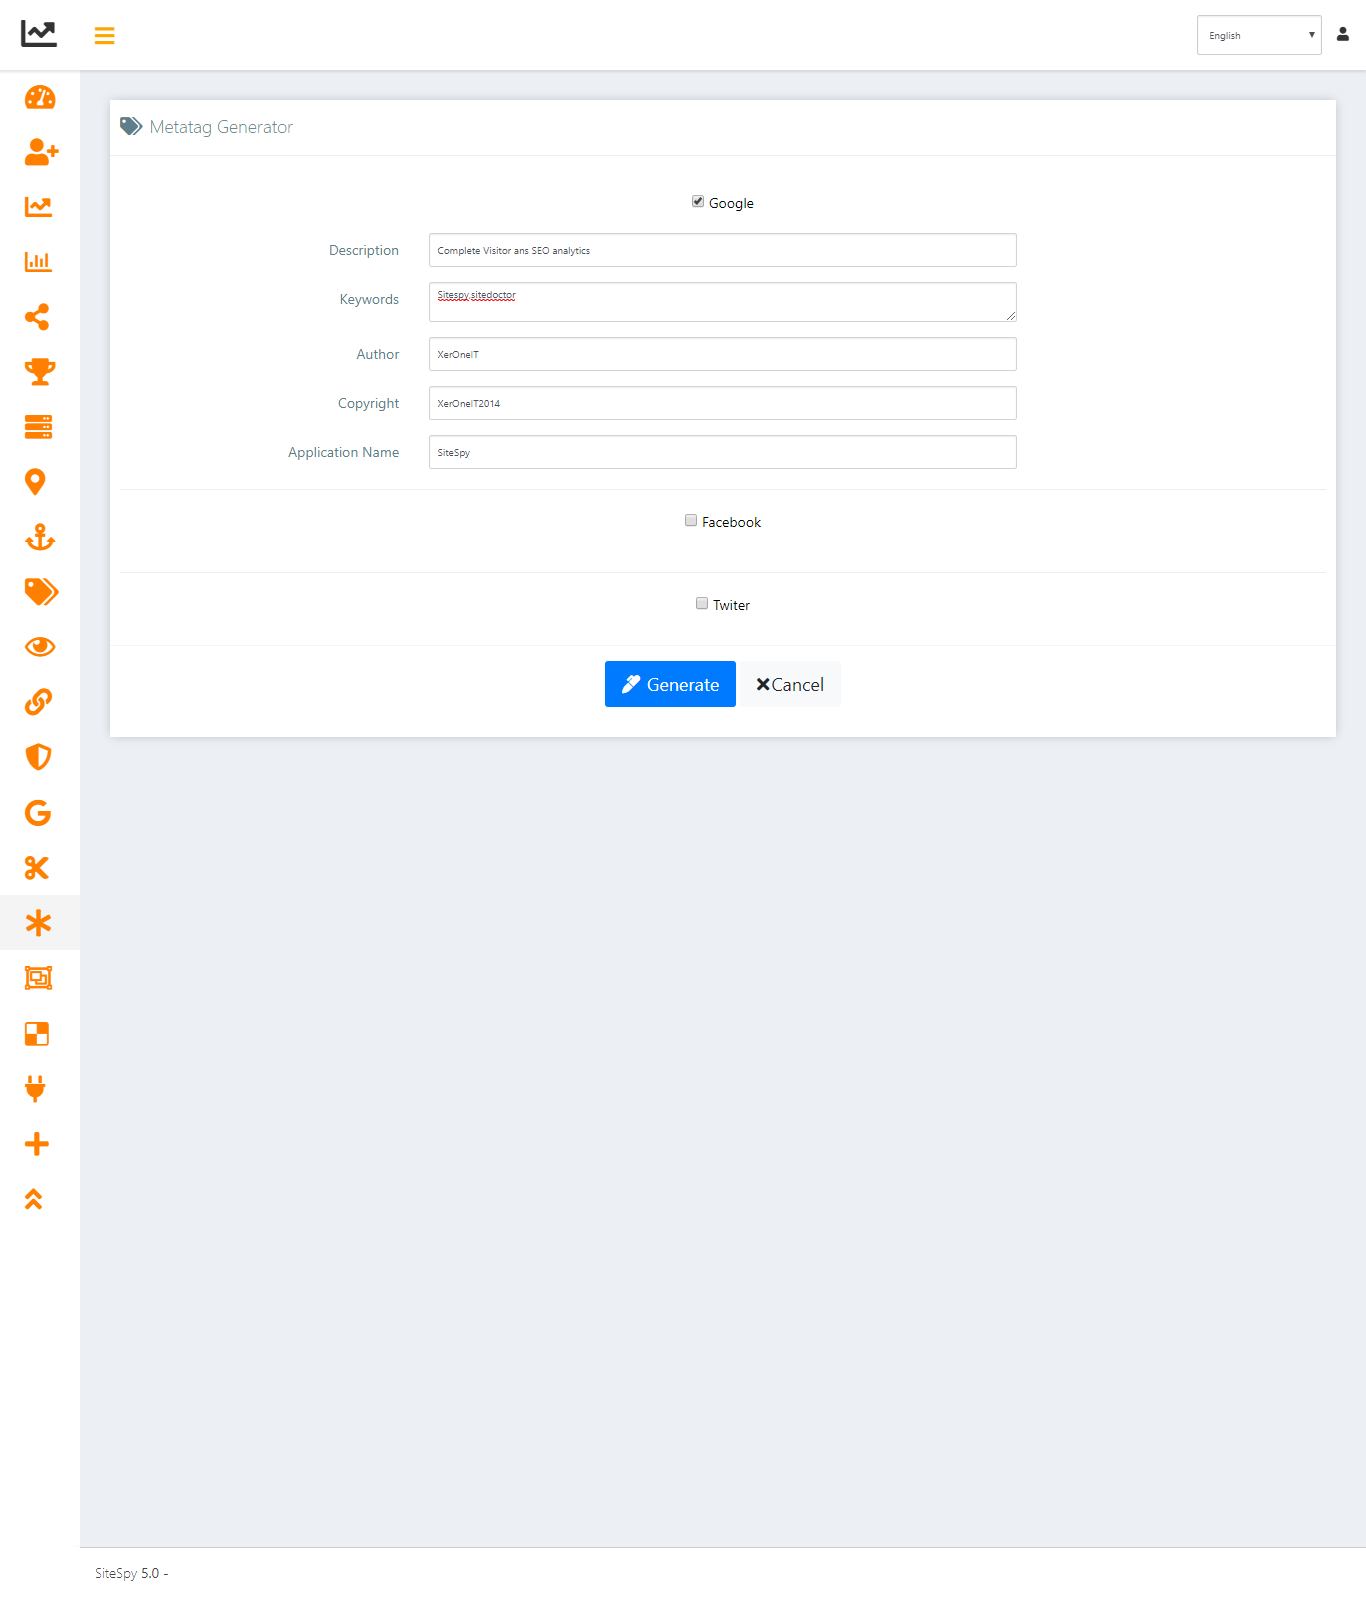 English
Metatag Generator
Google
Description
Complete Visitor ans SEO analytics
Keywords
Sitespy,sitedoctor
Author
XerOneIT
Copyright
XerOneIT2014
Application Name
SiteSpy
Facebook
Twiter
Generate
Cancel
SiteSpy 5.0 -